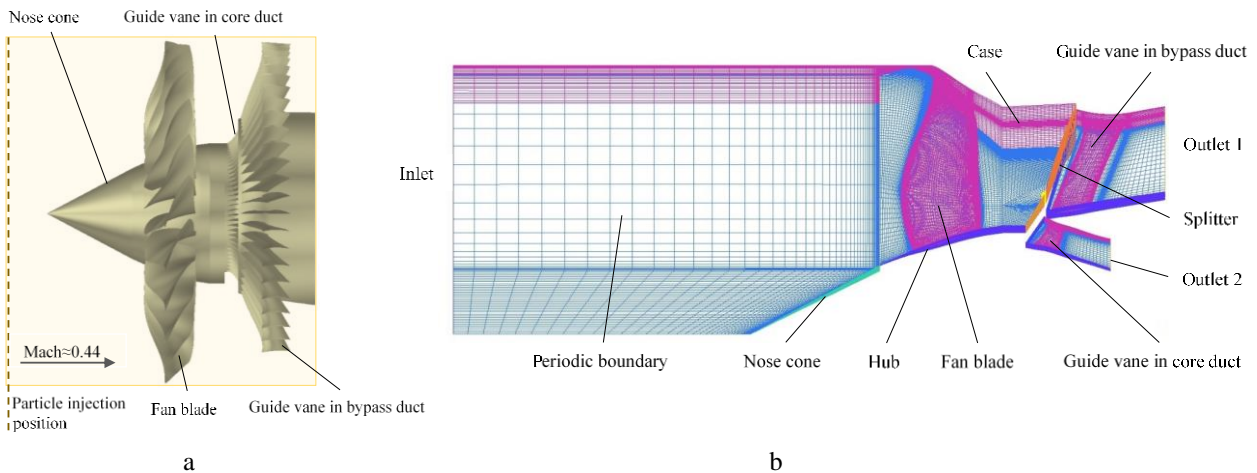 Nose cone
Guide vane in core duct
Mach≈0.44
Particle injection
position
Fan blade
Guide vane in bypass duct
a
Case
Guide vane in bypass duct
Inlet
Outlet 1
Splitter
Outlet 2
Periodic boundary
Nose cone
Hub
Fan blade
Guide vane in core duct
b